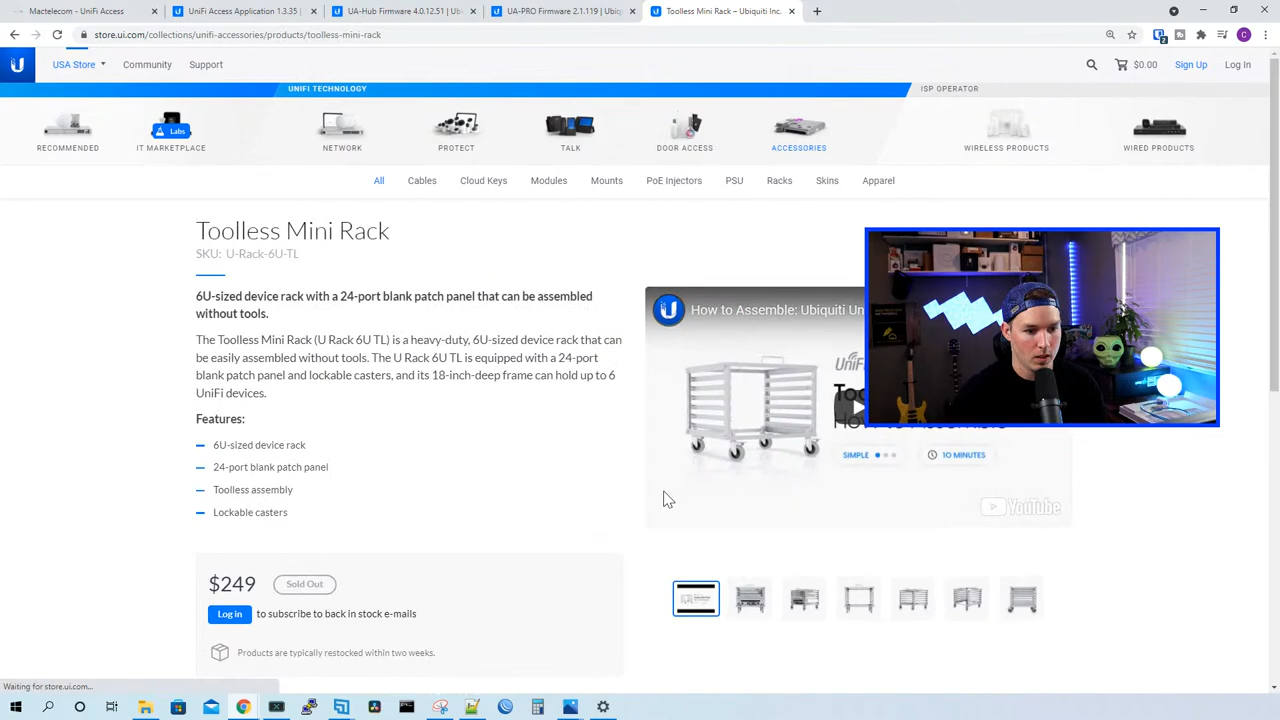 Mactelecom – UniFi Access
UniFi Access Application 1.3.35
UA-Hub Firmware 4.0.12.51 | Ub
UA-PRO Firmware 2.1.119 | Ubiqu
Toolless Mini Rack – Ubiquiti Inc.
store.ui.com/collections/unifi-accessories/products/toolless-mini-rack
USA Store
Community
Support
$0.00
Sign Up
Log In
UNIFI TECHNOLOGY
ISP OPERATOR
Labs
RECOMMENDED
IT MARKETPLACE
NETWORK
PROTECT
TALK
DOOR ACCESS
ACCESSORIES
WIRELESS PRODUCTS
WIRED PRODUCTS
All
Cables
Cloud Keys
Modules
Mounts
PoE Injectors
PSU
Racks
Skins
Apparel
Toolless Mini Rack
SKU: U-Rack-6U-TL
6U-sized device rack with a 24-port blank patch panel that can be assembled
without tools.
The Toolless Mini Rack (U Rack 6U TL) is a heavy-duty, 6U-sized device rack that can
be easily assembled without tools. The U Rack 6U TL is equipped with a 24-port
blank patch panel and lockable casters, and its 18-inch-deep frame can hold up to 6
UniFi devices.
Features:
6U-sized device rack
24-port blank patch panel
Toolless assembly
Lockable casters
How to Assemble: Ubiquiti Un
SIMPLE
10 MINUTES
YouTube
$249
Sold Out
Log in
to subscribe to back in stock e-mails
Products are typically restocked within two weeks.
Waiting for store.ui.com...